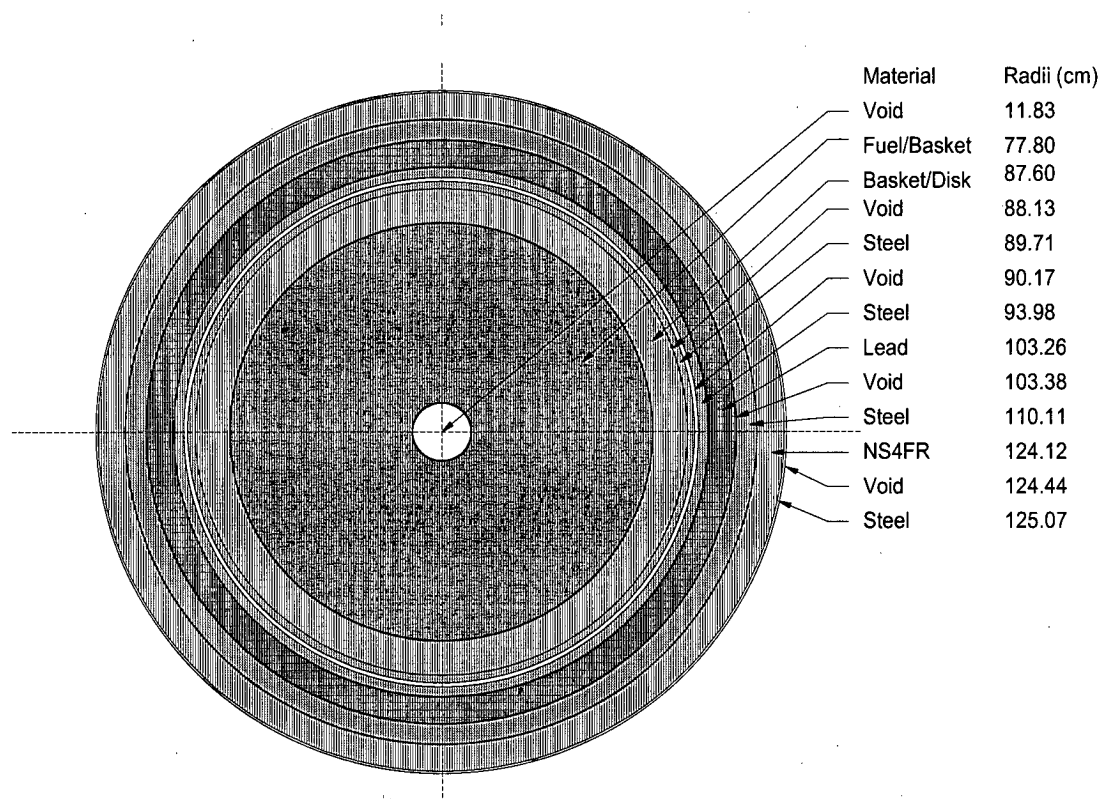 Material Radii (cm)
Void 11.83
Fuel/Basket 77.80
Basket/Disk 87.60
Void 88.13
Steel 89.71
Void 90.17
Steel 93.98
Lead 103.26
Void 103.38
Steel 110.11
NS4FR 124.12
Void 124.44
Steel 125.07